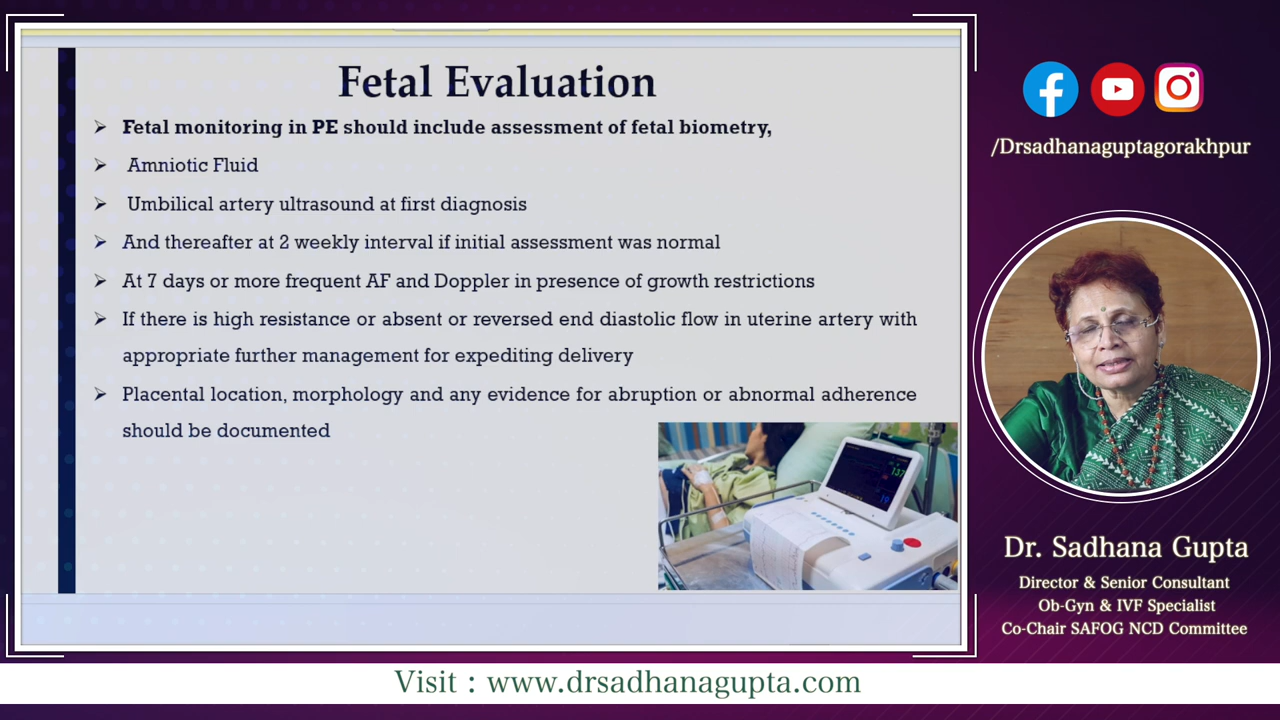 Fetal Evaluation
Fetal monitoring in PE should include assessment of fetal biometry,
Amniotic Fluid
Umbilical artery ultrasound at first diagnosis
And thereafter at 2 weekly interval if initial assessment was normal
At 7 days or more frequent AF and Doppler in presence of growth restrictions
If there is high resistance or absent or reversed end diastolic flow in uterine artery with
appropriate further management for expediting delivery
Placental location, morphology and any evidence for abruption or abnormal adherence
should be documented
137
/Drsadhanaguptagorakhpur
Dr. Sadhana Gupta
Director & Senior Consultant
Ob-Gyn & IVF Specialist
Co-Chair SAFOG NCD Committee
Visit : www.drsadhanagupta.com